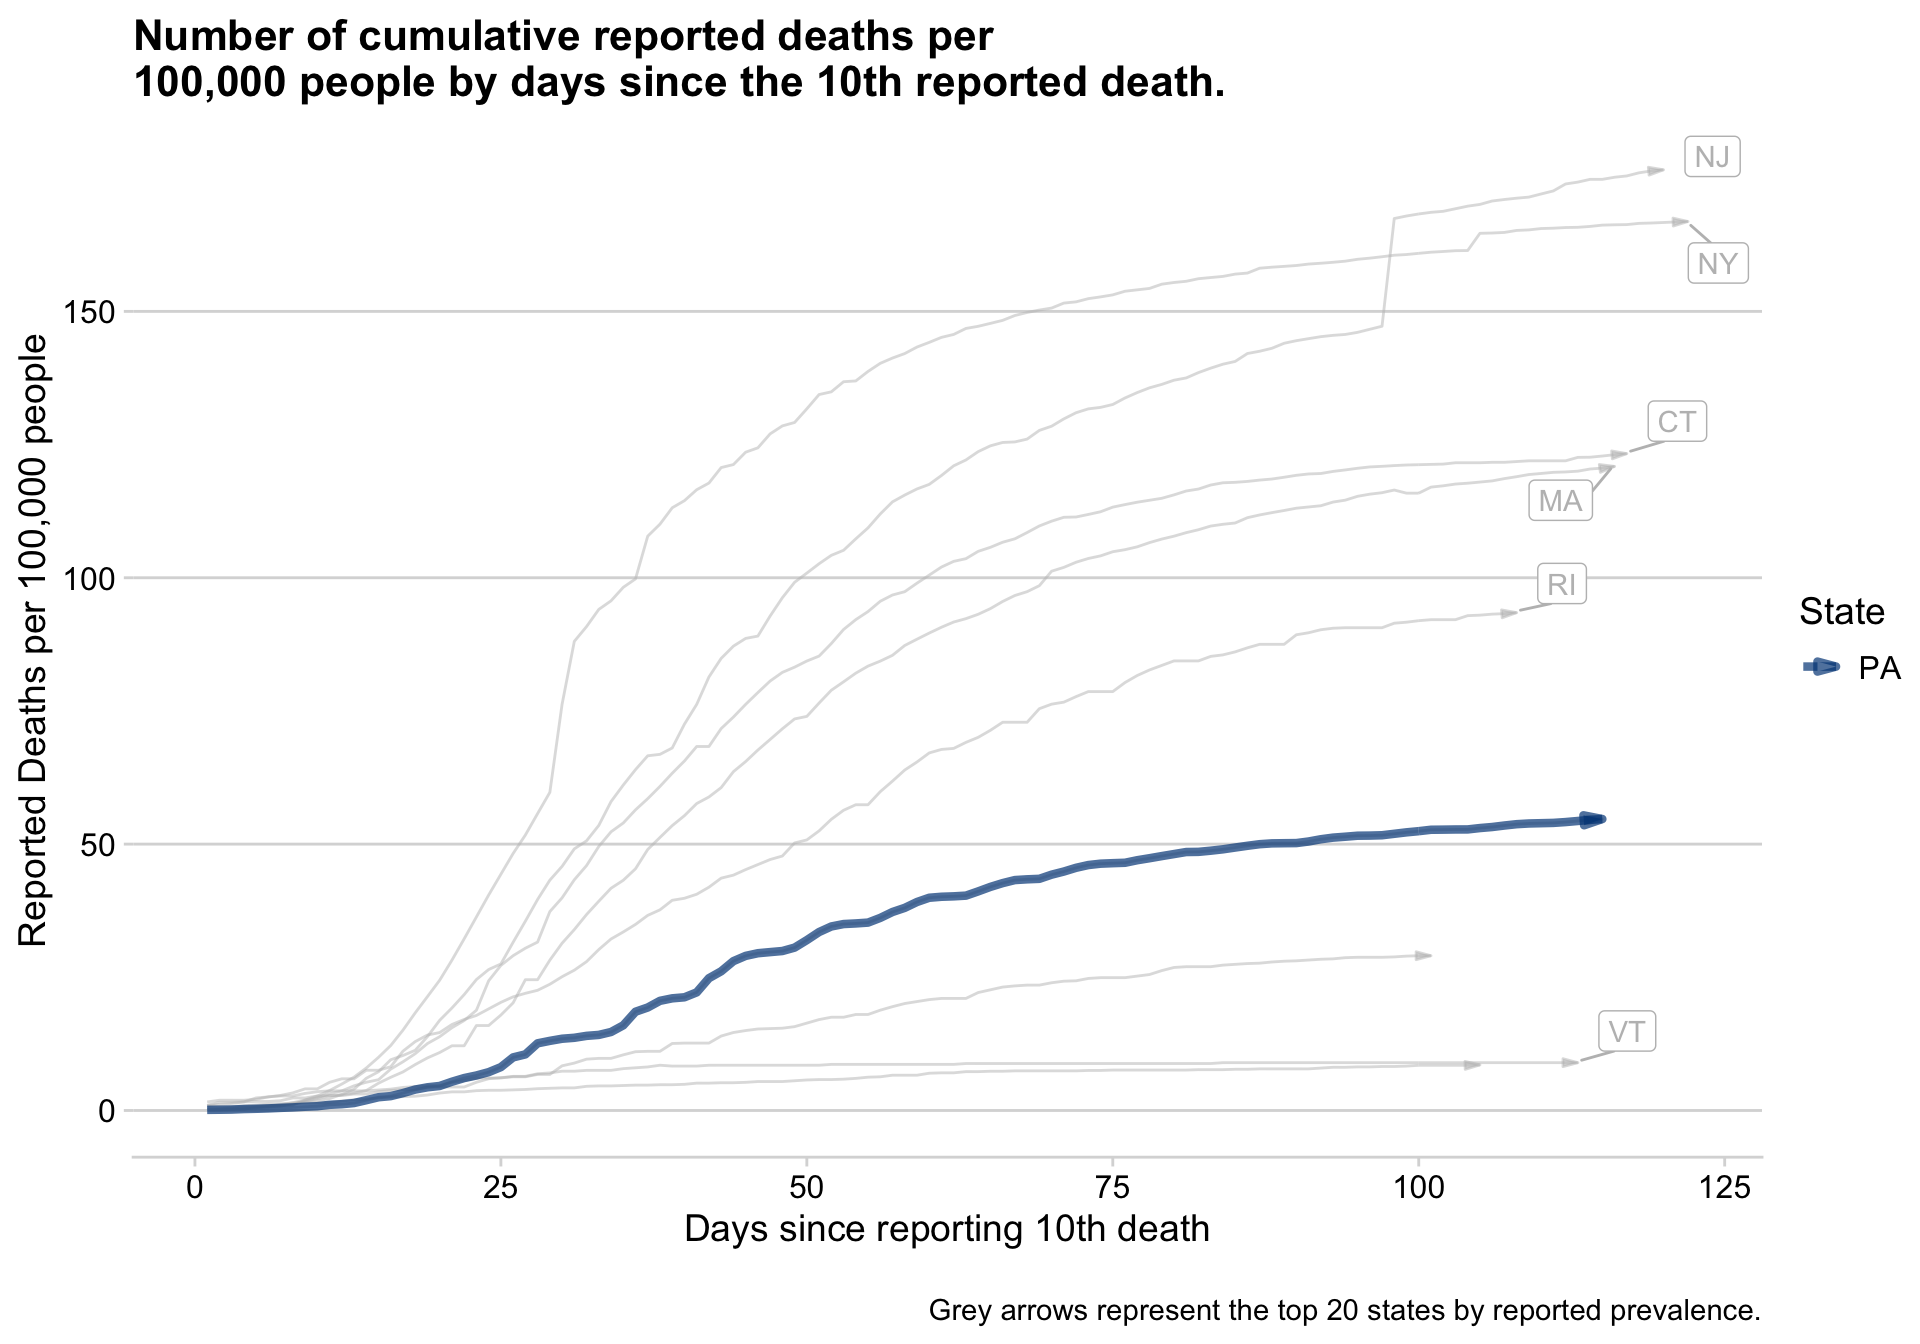 Number of cumulative reported deaths per
100,000 people by days since the 10th reported death.
Reported Deaths per 100,000 people
150
100
50
0
NJ
NY
CT
MA
RI
VT
State
PA
0
25
50
75
100
125
Days since reporting 10th death
Grey arrows represent the top 20 states by reported prevalence.